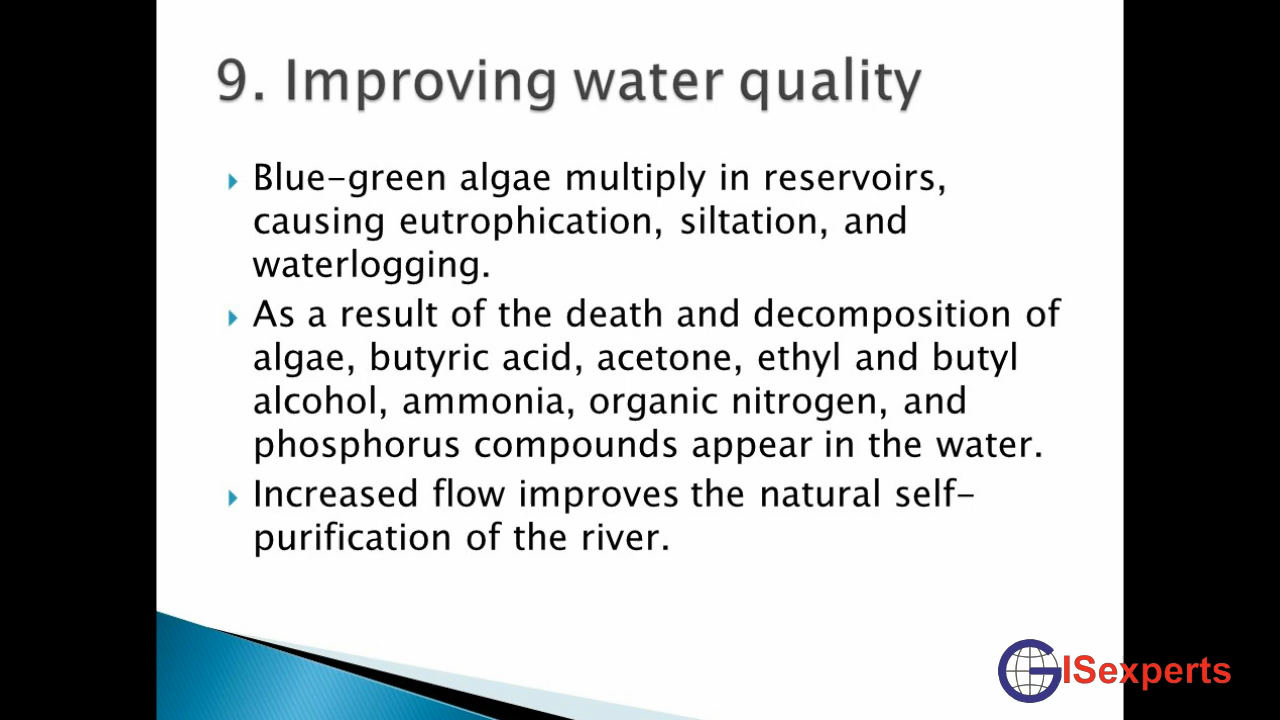 9. Improving water quality
Blue-green algae multiply in reservoirs,
causing eutrophication, siltation, and
waterlogging.
As a result of the death and decomposition of
algae, butyric acid, acetone, ethyl and butyl
alcohol, ammonia, organic nitrogen, and
phosphorus compounds appear in the water.
Increased flow improves the natural self-
purification of the river.
GISexperts